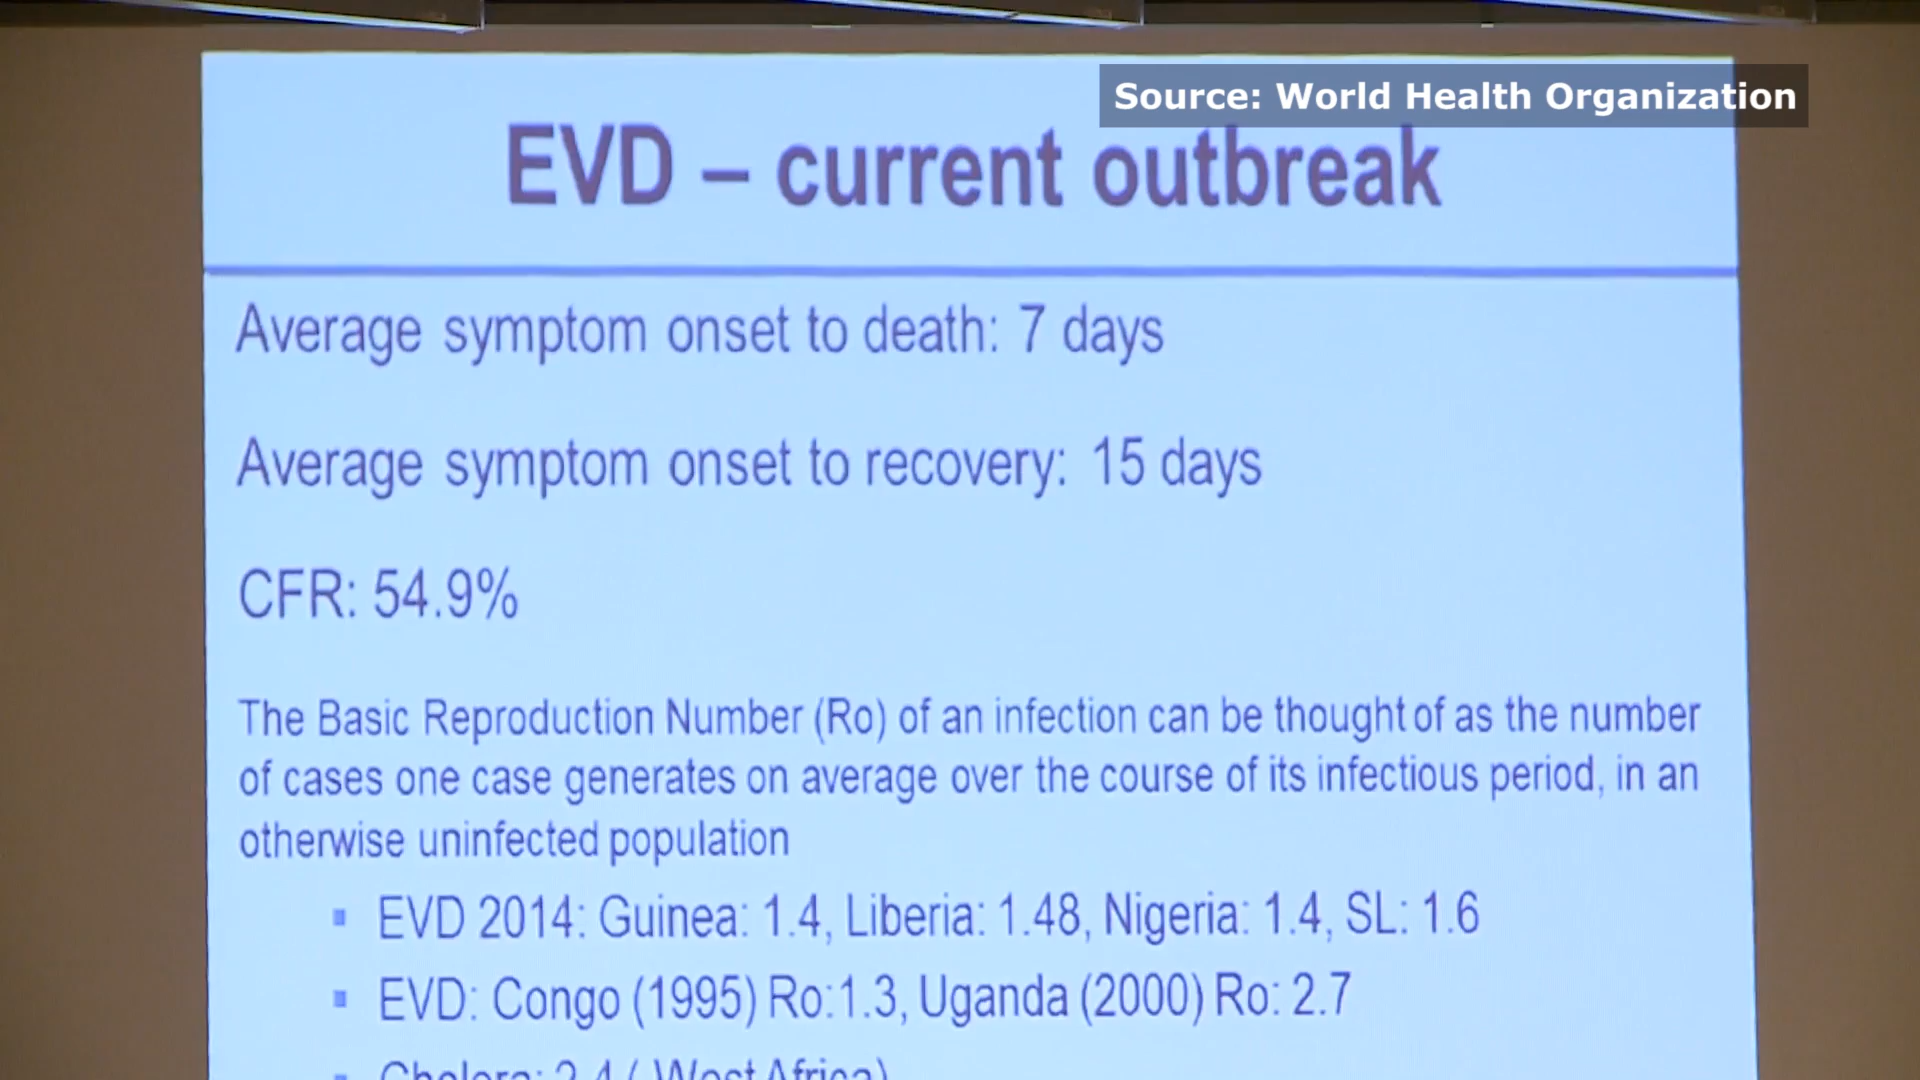 Source: World Health Organization
EVD – current outbreak
Average symptom onset to death: 7 days
Average symptom onset to recovery: 15 days
CFR: 54.9%
The Basic Reproduction Number (Ro) of an infection can be thought of as the number
of cases one case generates on average over the course of its infectious period, in an
otherwise uninfected population
▪ EVD 2014: Guinea: 1.4, Liberia: 1.48, Nigeria: 1.4, SL: 1.6
▪ EVD: Congo (1995) Ro:1.3, Uganda (2000) Ro: 2.7
▪ Cholera: 2.4 ( West Africa)